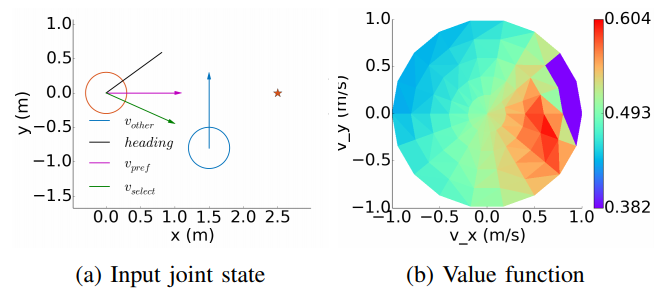 1.0
0.5
0.0
−0.5
−1.0
−1.5
y (m)
v_other
heading
v_pref
v_select
0.0 0.5 1.0 1.5 2.0 2.5
x (m)
(a) Input joint state
1.0
0.5
0.0
−0.5
−1.0
v_y (m/s)
−1.0 −0.5 0.0 0.5 1.0
v_x (m/s)
0.604
0.493
0.382
(b) Value function